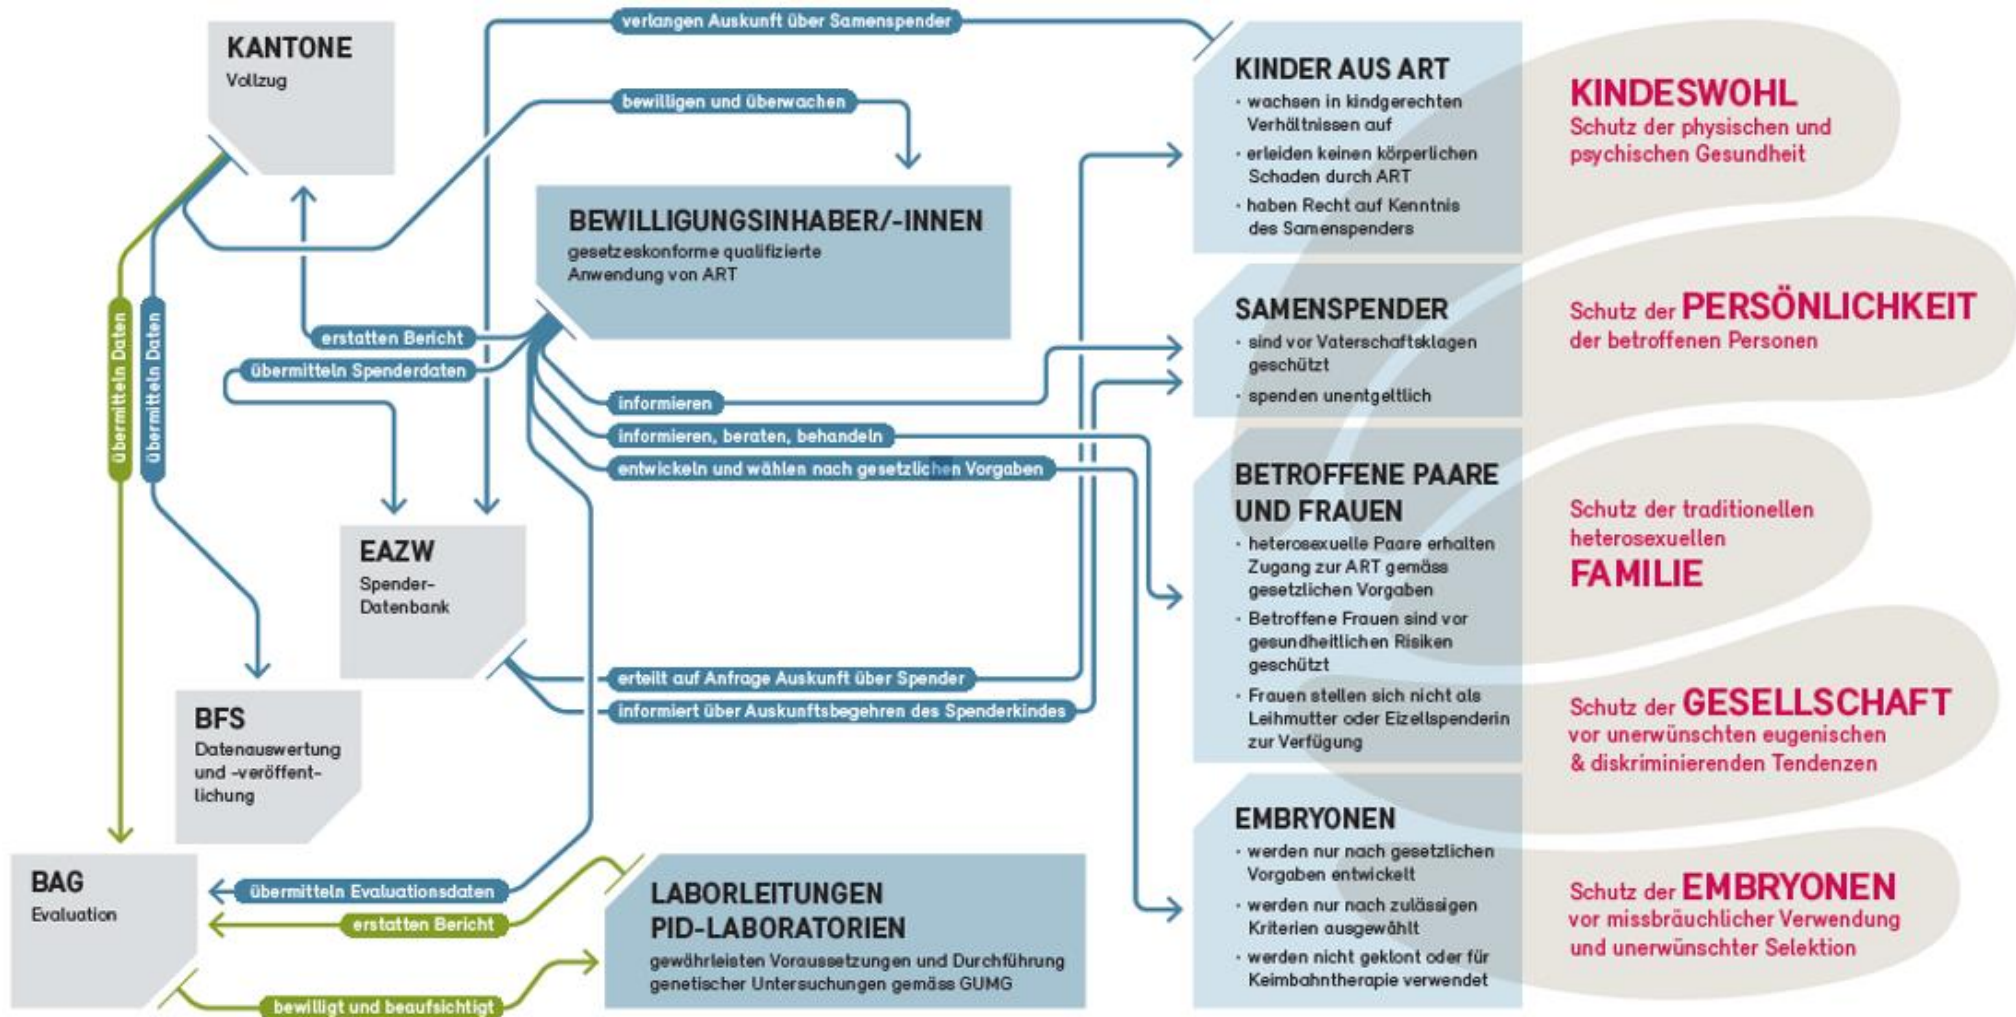 verlangen Auskunft über Samenspender
KANTONE
Vollzug
bewilligen und überwachen
BEWILLIGUNGSINHABER/-INNEN
gesetzeskonforme qualifizierte
Anwendung von ART
erstatten Bericht
übermitteln Spenderdaten
übermitteln Daten
übermitteln Daten
informieren
informieren, beraten, behandeln
entwickeln und wählen nach gesetzlichen Vorgaben
EAZW
Spender-
Datenbank
erteilt auf Anfrage Auskunft über Spender
informiert über Auskunftsbegehren des Spenderkindes
BFS
Datenauswertung
und -veröffent-
lichung
BAG
Evaluation
übermitteln Evaluationsdaten
erstatten Bericht
bewilligt und beaufsichtigt
LABORLEITUNGEN
PID-LABORATORIEN
gewährleisten Voraussetzungen und Durchführung
genetischer Untersuchungen gemäss GUMG
KINDER AUS ART
· wachsen in kindgerechten
Verhältnissen auf
· erleiden keinen körperlichen
Schaden durch ART
· haben Recht auf Kenntnis
des Samenspenders
SAMENSPENDER
· sind vor Vaterschaftsklagen
geschützt
· spenden unentgeltlich
BETROFFENE PAARE
UND FRAUEN
· heterosexuelle Paare erhalten
Zugang zur ART gemäss
gesetzlichen Vorgaben
· Betroffene Frauen sind vor
gesundheitlichen Risiken
geschützt
· Frauen stellen sich nicht als
Leihmutter oder Eizellspenderin
zur Verfügung
EMBRYONEN
· werden nur nach gesetzlichen
Vorgaben entwickelt
· werden nur nach zulässigen
Kriterien ausgewählt
· werden nicht geklont oder für
Keimbahntherapie verwendet
KINDESWOHL
Schutz der physischen und
psychischen Gesundheit
Schutz der PERSÖNLICHKEIT
der betroffenen Personen
Schutz der traditionellen
heterosexuellen
FAMILIE
Schutz der GESELLSCHAFT
vor unerwünschten eugenischen
& diskriminierenden Tendenzen
Schutz der EMBRYONEN
vor missbräuchlicher Verwendung
und unerwünschter Selektion